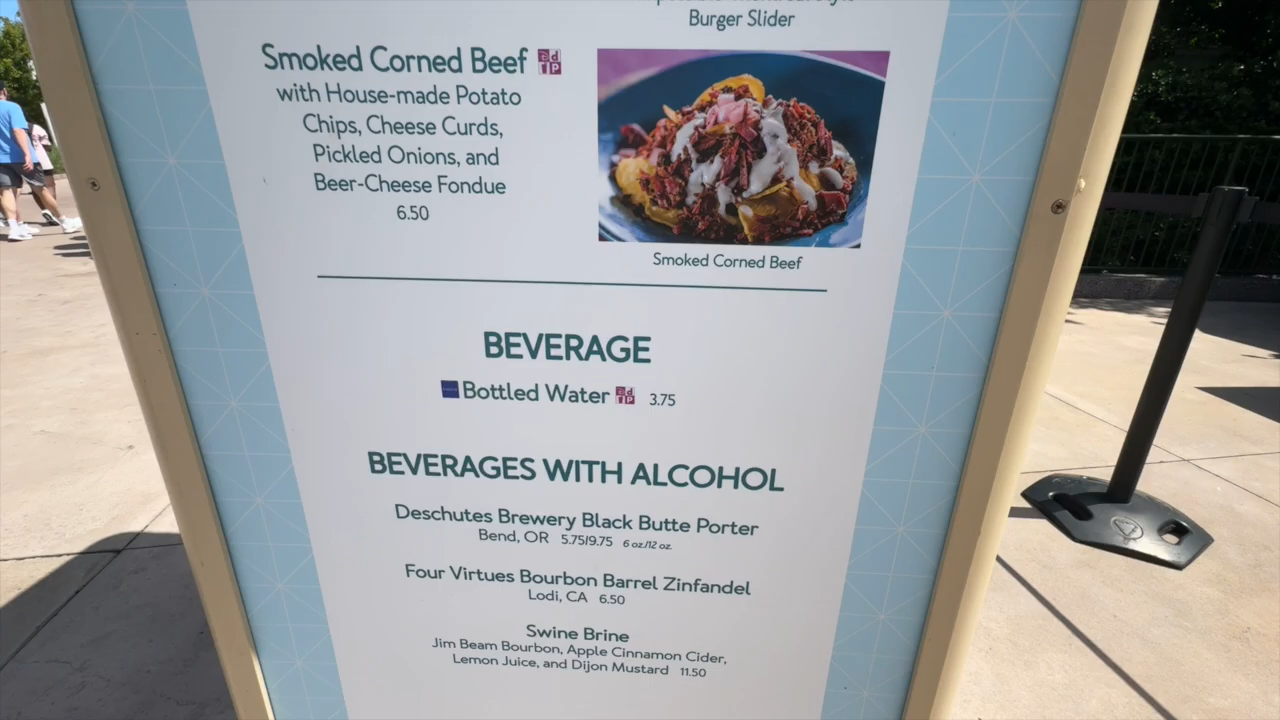 Burger Slider
Smoked Corned Beef
with House-made Potato
Chips, Cheese Curds,
Pickled Onions, and
Beer-Cheese Fondue
6.50
Smoked Corned Beef
BEVERAGE
Bottled Water 3.75
BEVERAGES WITH ALCOHOL
Deschutes Brewery Black Butte Porter
Bend, OR 5.75/9.75 6 oz./12 oz.
Four Virtues Bourbon Barrel Zinfandel
Lodi, CA 6.50
Swine Brine
Jim Beam Bourbon, Apple Cinnamon Cider,
Lemon Juice, and Dijon Mustard 11.50